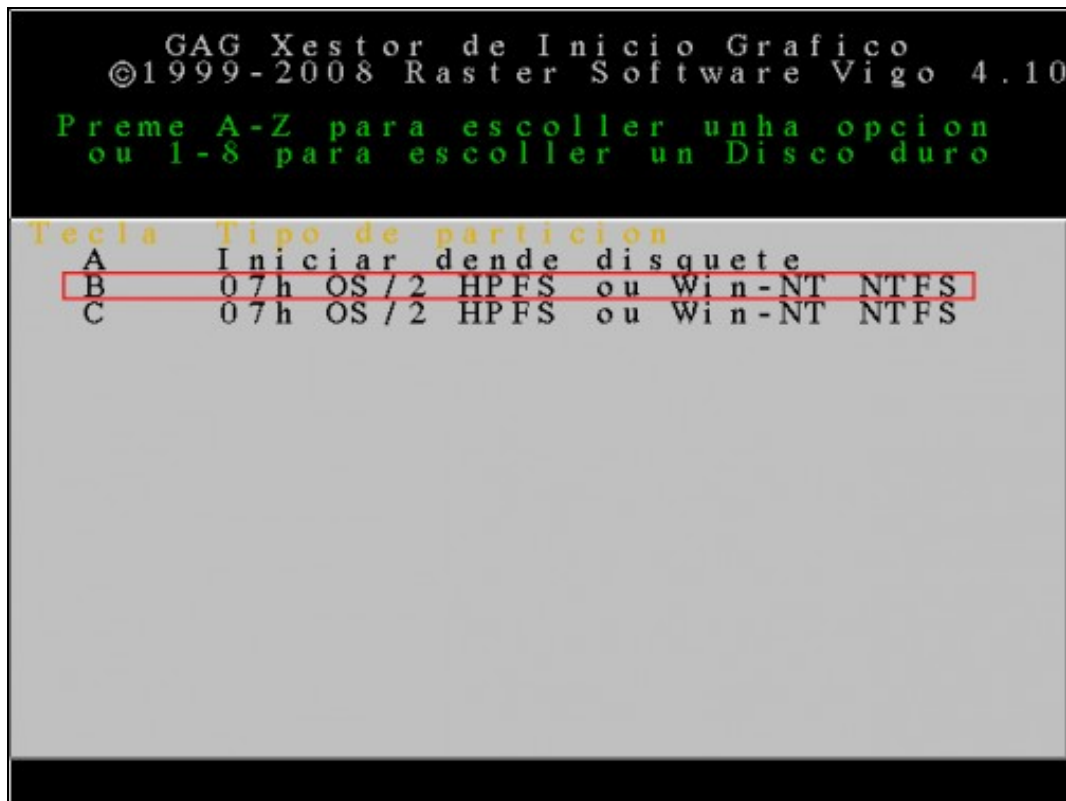 GAG Xestor de Inicio Grafico
©1999-2008 Raster Software Vigo 4.10
Preme A-Z para escoller unha opcion
ou 1-8 para escoller un Disco duro
Tecla Tipo de particion
A Iniciar dende disquete
B 07h OS/2 HPFS ou Win-NT NTFS
C 07h OS/2 HPFS ou Win-NT NTFS